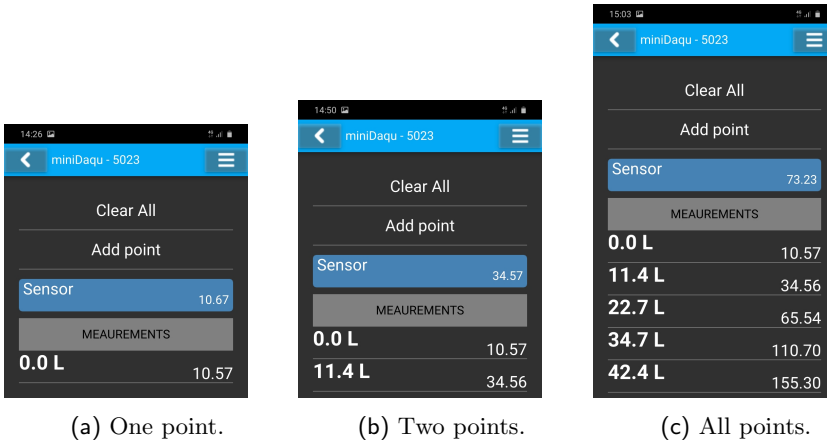 14:26
miniDaqu - 5023
Clear All
Add point
Sensor
10.67
MEAUREMENTS
0.0 L 10.57
(a) One point.
14:50
miniDaqu - 5023
Clear All
Add point
Sensor
34.57
MEAUREMENTS
0.0 L 10.57
11.4 L 34.56
(b) Two points.
15:03
miniDaqu - 5023
Clear All
Add point
Sensor
73.23
MEAUREMENTS
0.0 L 10.57
11.4 L 34.56
22.7 L 65.54
34.7 L 110.70
42.4 L 155.30
(c) All points.